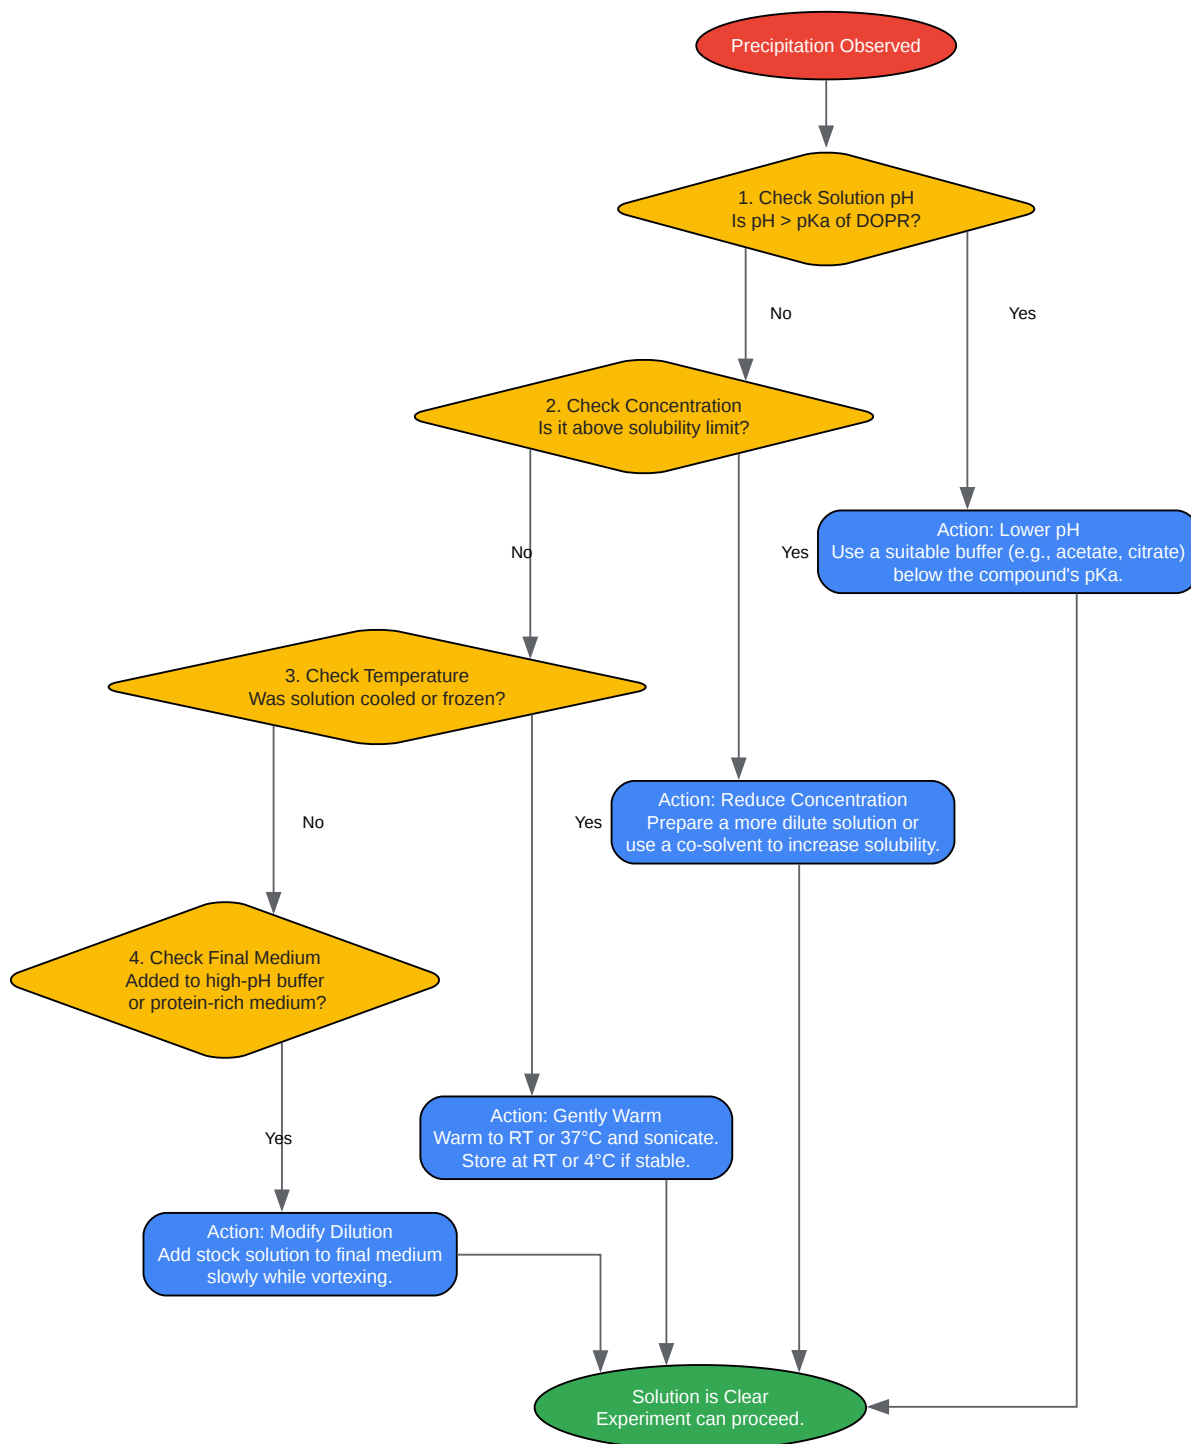 Precipitation Observed
1. Check Solution pH
Is pH > pKa of DOPR?
No
Yes
2. Check Concentration
Is it above solubility limit?
Action: Lower pH
Use a suitable buffer (e.g., acetate, citrate)
below the compound's pKa.
No
Yes
3. Check Temperature
Was solution cooled or frozen?
Action: Reduce Concentration
Prepare a more dilute solution or
use a co-solvent to increase solubility.
No
Yes
4. Check Final Medium
Added to high-pH buffer
or protein-rich medium?
Action: Gently Warm
Warm to RT or 37°C and sonicate.
Store at RT or 4°C if stable.
Yes
Action: Modify Dilution
Add stock solution to final medium
slowly while vortexing.
Solution is Clear
Experiment can proceed.